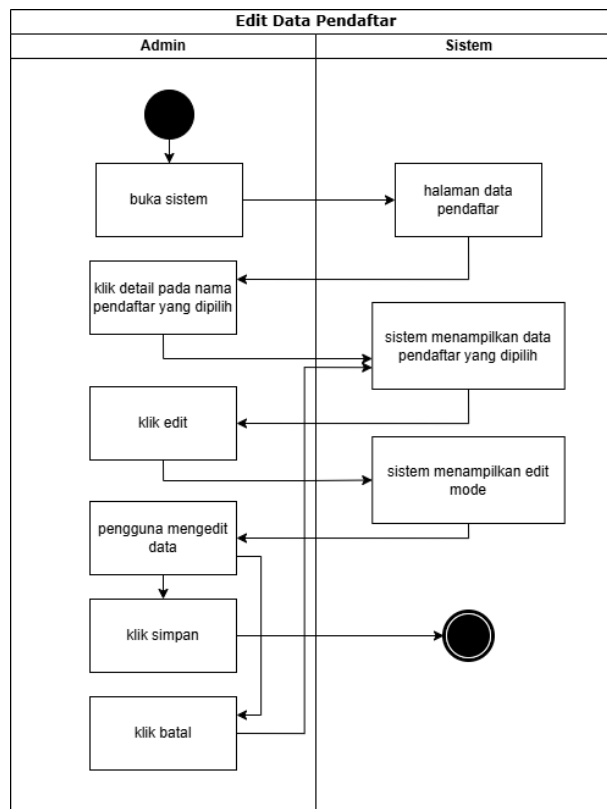 Edit Data Pendaftar
Admin
Sistem
buka sistem
halaman data
pendaftar
klik detail pada nama
pendaftar yang dipilih
sistem menampilkan data
pendaftar yang dipilih
klik edit
sistem menampilkan edit
mode
pengguna mengedit
data
klik simpan
klik batal